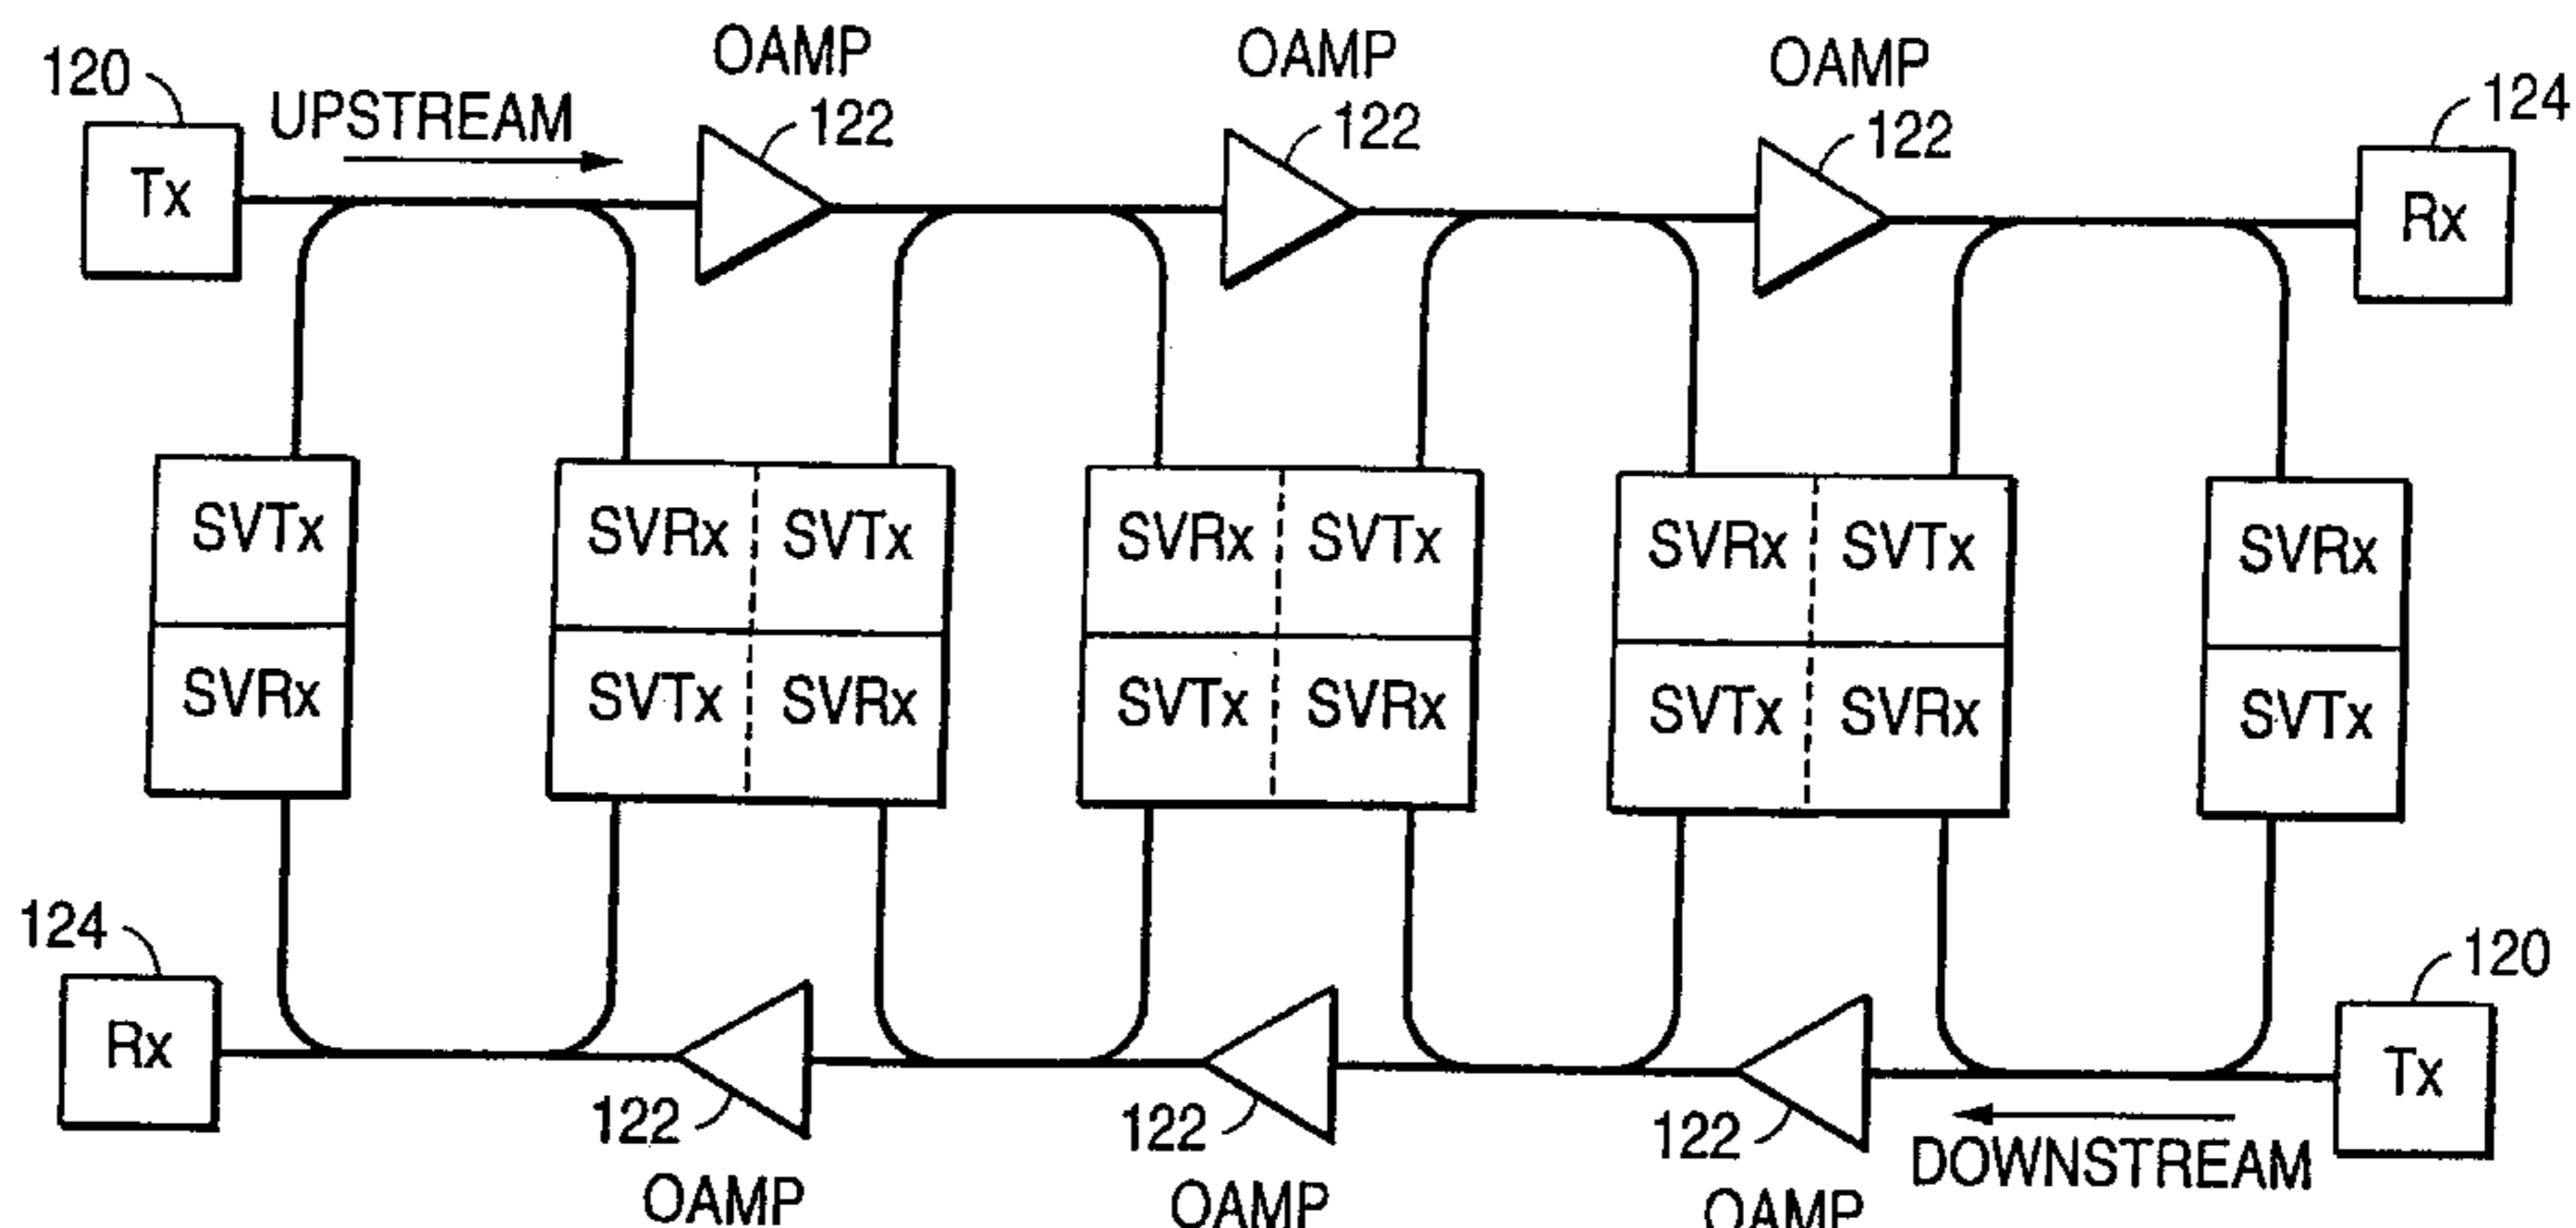 OAMP
OAMP
OAMP
120
UPSTREAM
122
122
122
124
Tx
Rx
SVTx
SVRx
SVTx
SVRx
SVTx
SVRx
SVTx
SVRx
SVRx
SVTx
SVRx
SVTx
SVRx
SVTx
SVRx
SVTx
124
120
Rx
Tx
122
122
122
DOWNSTREAM
OAMP
OAMP
OAMP